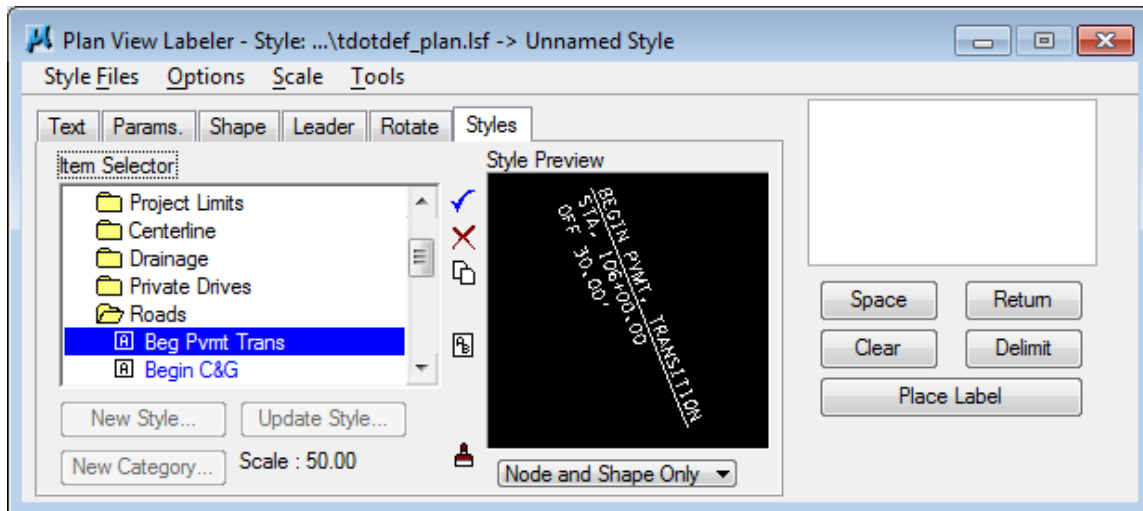 Plan View Labeler - Style: ...\tdotdef_plan.lsf -> Unnamed Style
Style Files Options Scale Tools
Text Params. Shape Leader Rotate Styles
Item Selector
Project Limits
Centerline
Drainage
Private Drives
Roads
Beg Pvmt Trans
Begin C&G
New Style... Update Style...
New Category... Scale : 50.00
Style Preview
BEGIN PVMT. TRANSITION
STA. 106+00.00
OFF 30.00'
Node and Shape Only
Space Return
Clear Delimit
Place Label